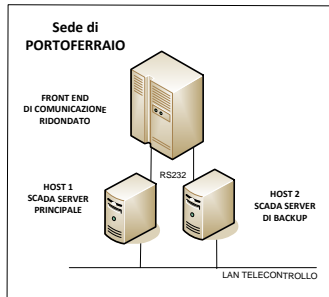 Sede di
PORTOFERRAIO
FRONT END
DI COMUNICAZIONE
RIDONDATO
RS232
HOST 1
SCADA SERVER
PRINCIPALE
HOST 2
SCADA SERVER
DI BACKUP
LAN TELECONTROLLO